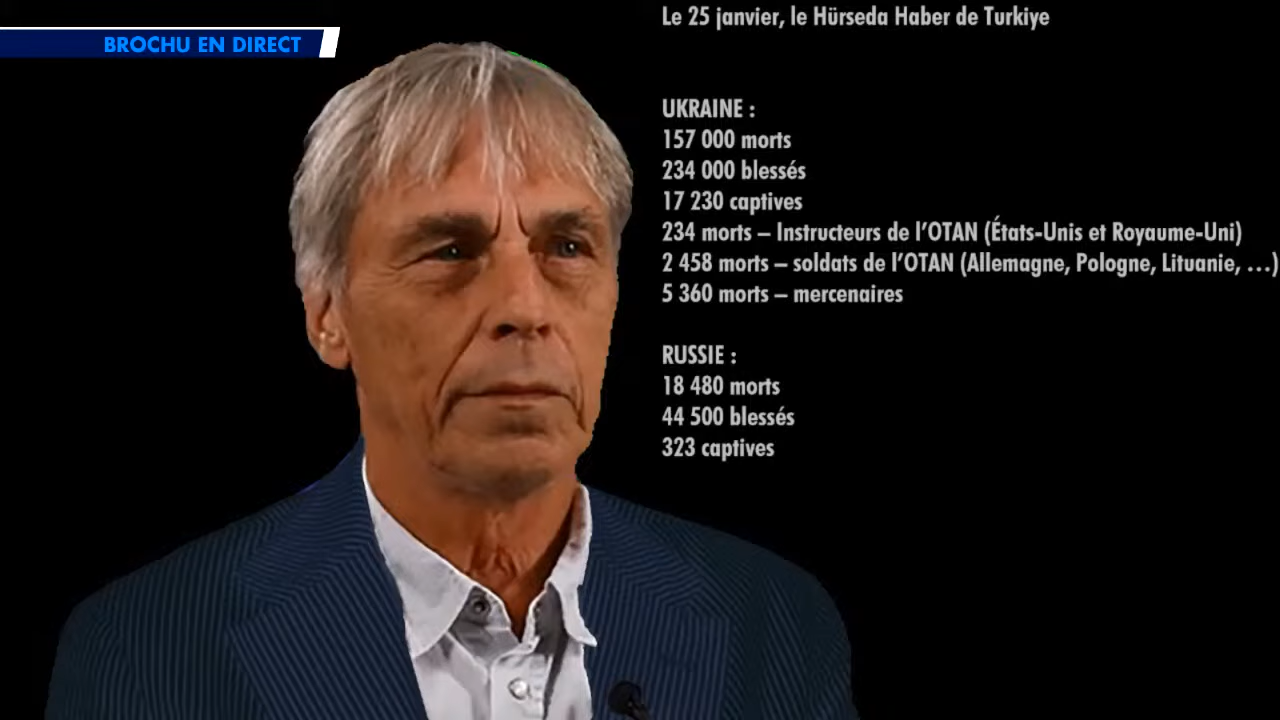 BROCHU EN DIRECT
Le 25 janvier, le Hürseda Haber de Turkiye
UKRAINE :
157 000 morts
234 000 blessés
17 230 captives
234 morts – Instructeurs de l'OTAN (États-Unis et Royaume-Uni)
2 458 morts – soldats de l'OTAN (Allemagne, Pologne, Lituanie, ...)
5 360 morts – mercenaires
RUSSIE :
18 480 morts
44 500 blessés
323 captives